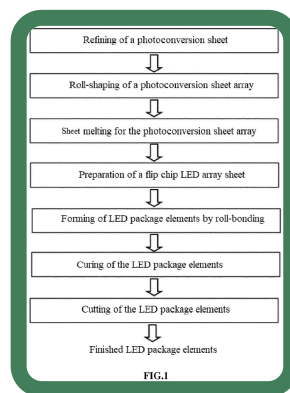 Refining of a photoconversion sheet
Roll-shaping of a photoconversion sheet array
Sheet melting for the photoconversion sheet array
Preparation of a flip chip LED array sheet
Forming of LED package elements by roll-bonding
Curing of the LED package elements
Cutting of the LED package elements
Finished LED package elements
FIG.1